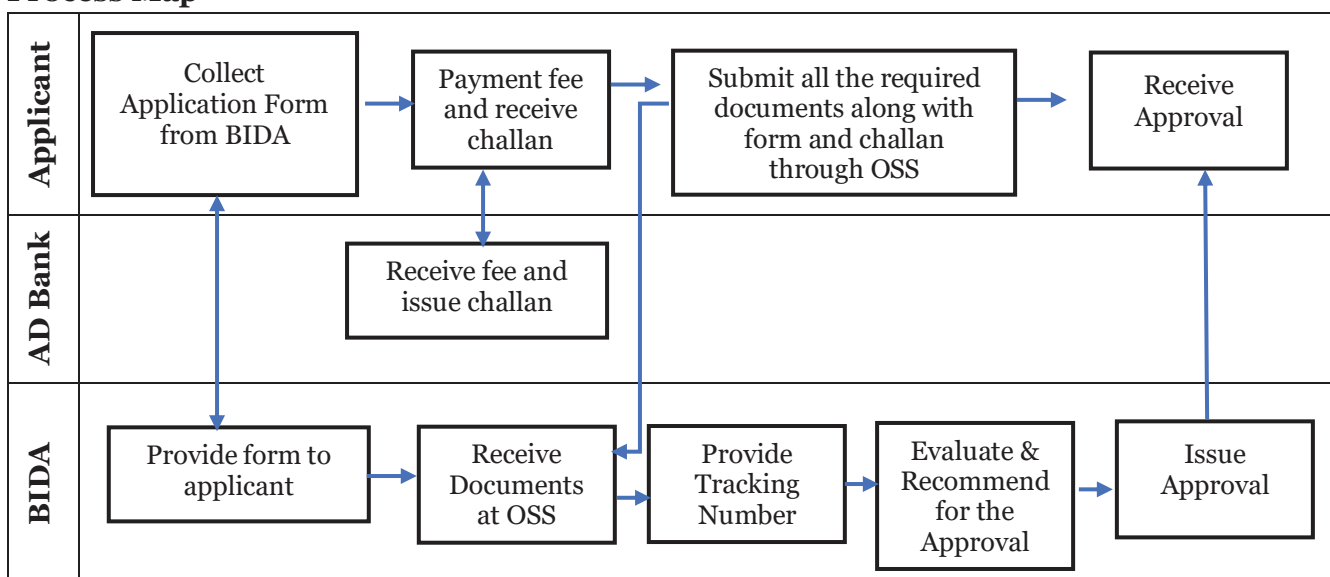 Process Map
Applicant
Collect
Application Form
from BIDA
Payment fee
and receive
challan
Submit all the required
documents along with
form and challan
through OSS
Receive
Approval
AD Bank
Receive fee and
issue challan
BIDA
Provide form to
applicant
Receive
Documents
at OSS
Provide
Tracking
Number
Evaluate &
Recommend
for the
Approval
Issue
Approval